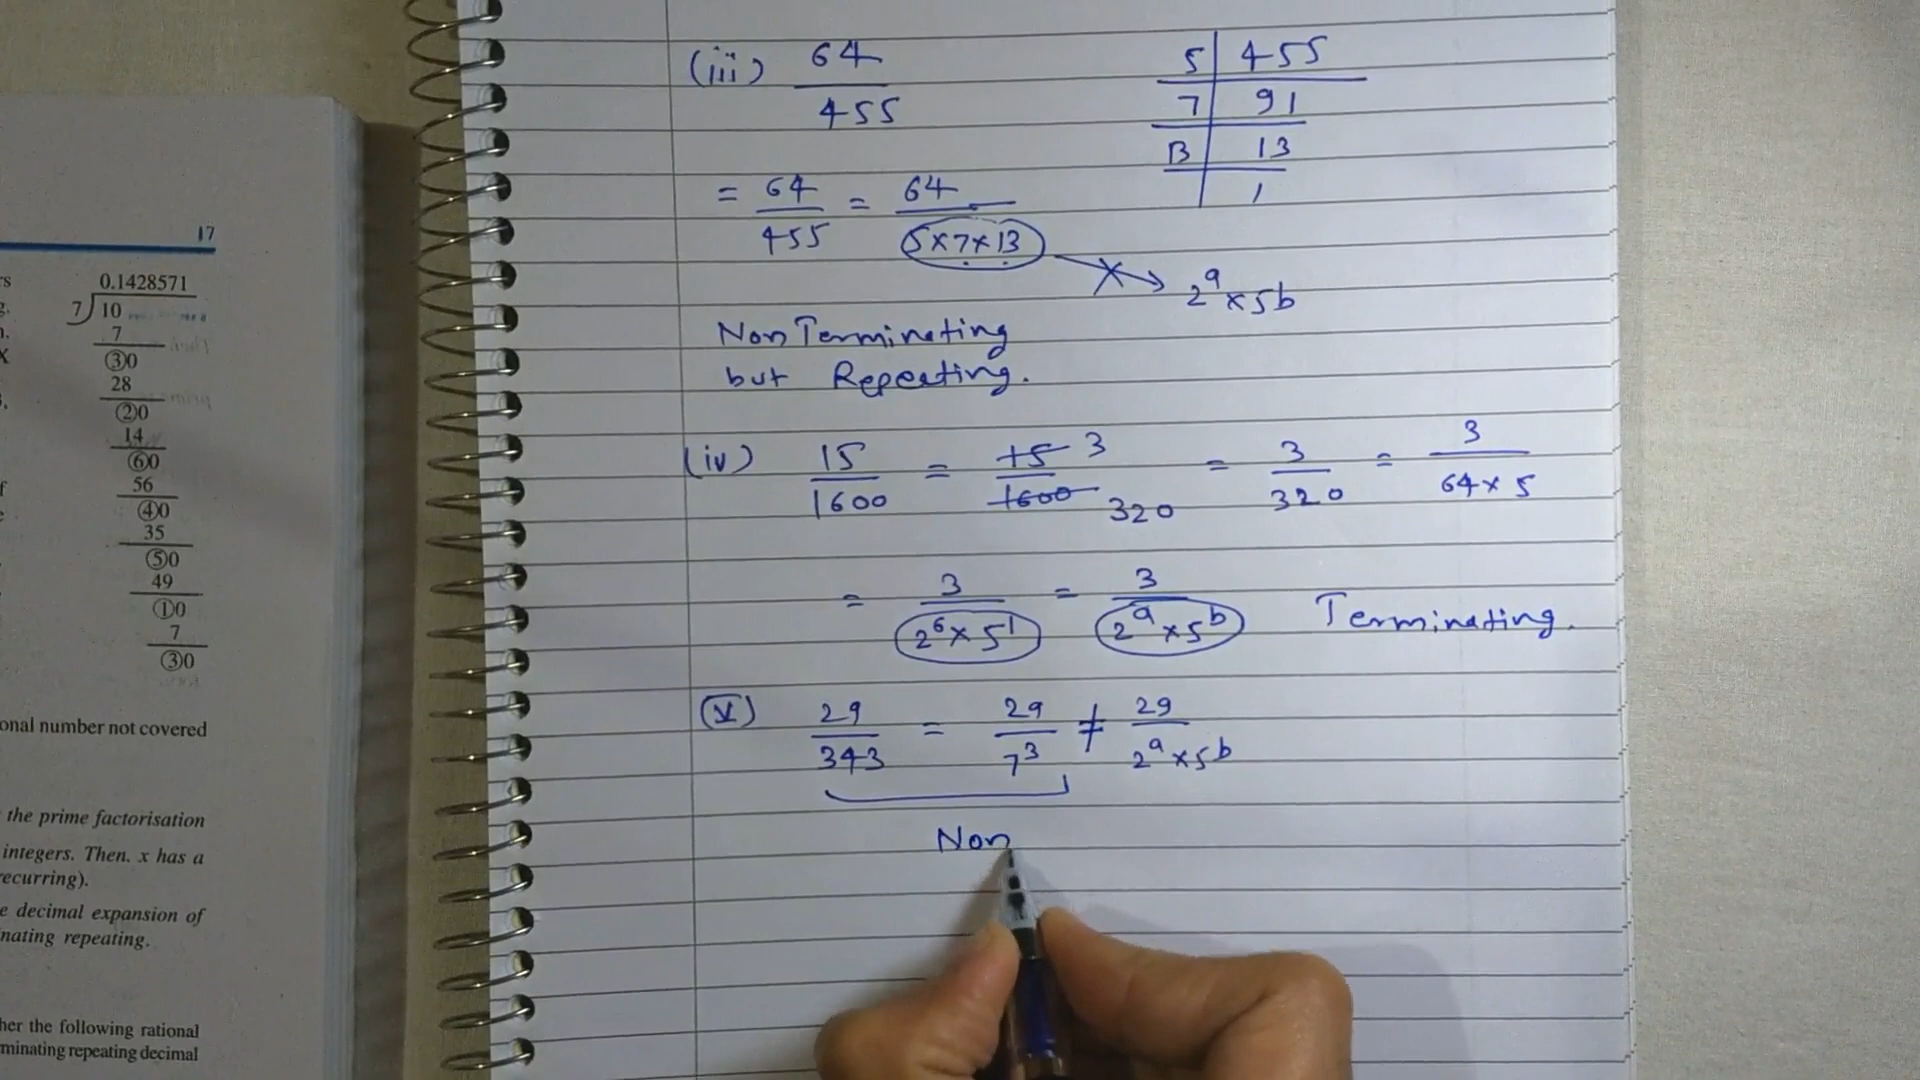 17
0.1428571
7 10
7
30
28
20
14
60
56
40
35
50
49
10
7
30
onal number not covered
the prime factorisation
integers. Then, x has a
ecurring).
e decimal expansion of
nating repeating.
her the following rational
minating repeating decimal
(iii) 64/455
5 | 455
7 | 91
13 | 13
1
= 64/455 = 64/(5×7×13)
2^a × 5b
Non Terminating
but Repeating.
(iv) 15/1600 = 15/1600 3/320 = 3/320 = 3/(64×5)
= 3/(2^6 × 5^1) = 3/(2^a × 5^b) Terminating.
(v) 29/343 = 29/7^3 ≠ 29/(2^a × 5^b)
Non